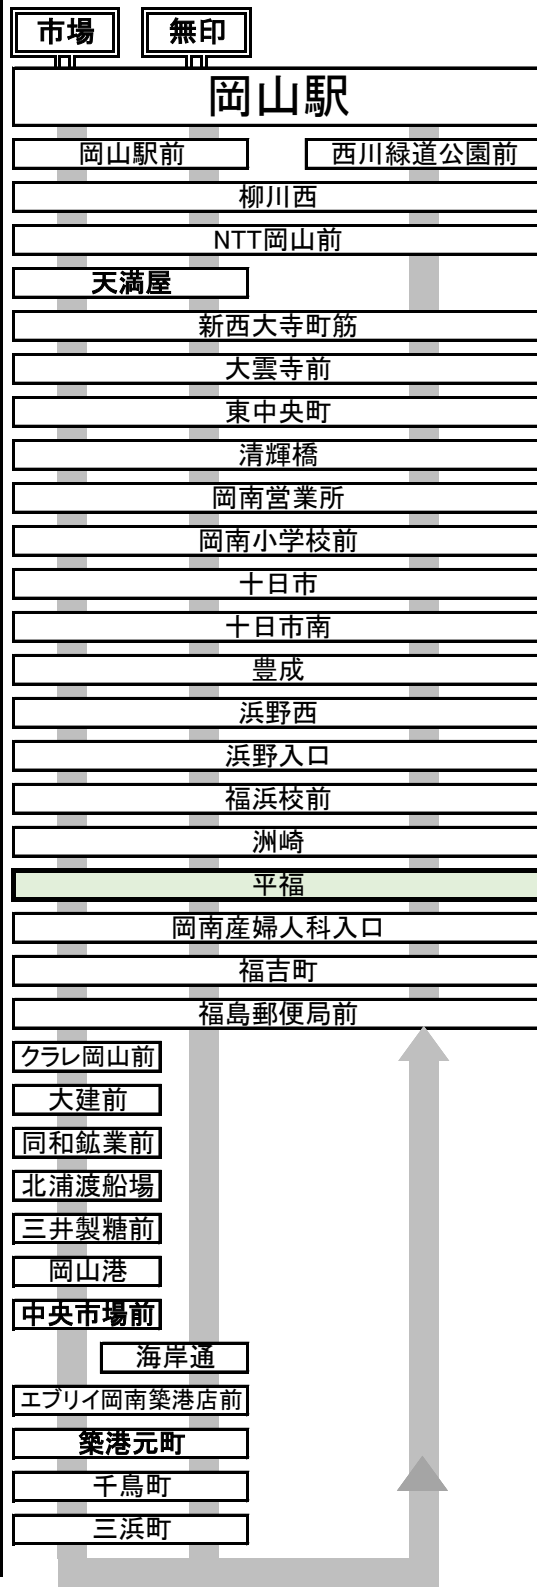 市場 無印
岡山駅
岡山駅前 西川緑道公園前
柳川西
NTT岡山前
天満屋
新西大寺町筋
大雲寺前
東中央町
清輝橋
岡南営業所
岡南小学校前
十日市
十日市南
豊成
浜野西
浜野入口
福浜校前
洲崎
平福
岡南産婦人科入口
福吉町
福島郵便局前
クラレ岡山前
大建前
同和鉱業前
北浦渡船場
三井製糖前
岡山港
中央市場前
海岸通
エブリイ岡南築港店前
築港元町
千鳥町
三浜町